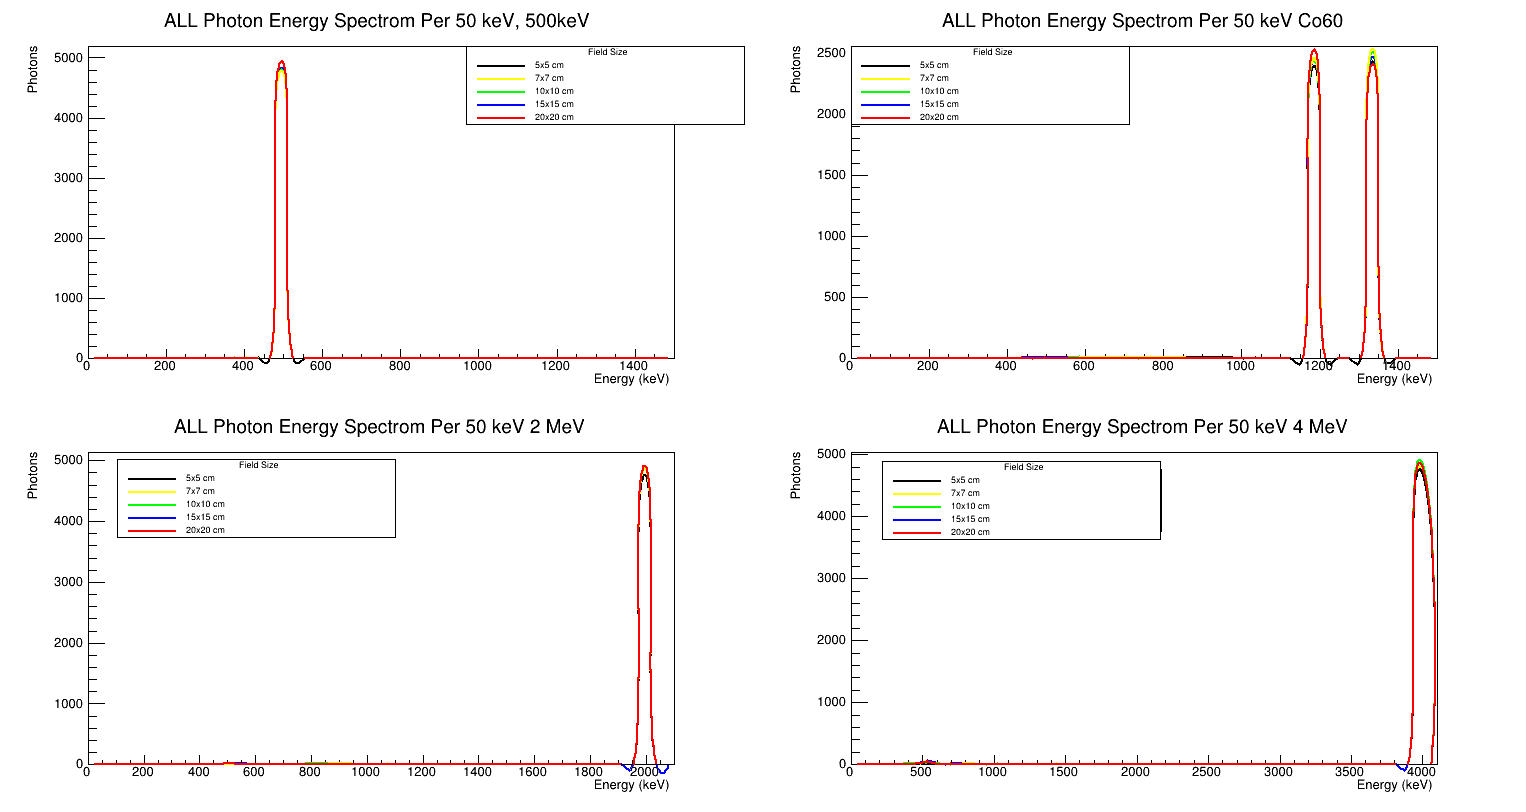 ALL Photon Energy Spectrom Per 50 keV, 500keV
Photons
5000
4000
3000
2000
1000
0
Field Size
5x5 cm
7x7 cm
10x10 cm
15x15 cm
20x20 cm
0 200 400 600 800 1000 1200 1400
Energy (keV)
ALL Photon Energy Spectrom Per 50 keV Co60
Photons
2500
2000
1500
1000
500
0
Field Size
5x5 cm
7x7 cm
10x10 cm
15x15 cm
20x20 cm
0 200 400 600 800 1000 1200 1400
Energy (keV)
ALL Photon Energy Spectrom Per 50 keV 2 MeV
Photons
5000
4000
3000
2000
1000
0
Field Size
5x5 cm
7x7 cm
10x10 cm
15x15 cm
20x20 cm
0 200 400 600 800 1000 1200 1400 1600 1800 2000
Energy (keV)
ALL Photon Energy Spectrom Per 50 keV 4 MeV
Photons
5000
4000
3000
2000
1000
0
Field Size
5x5 cm
7x7 cm
10x10 cm
15x15 cm
20x20 cm
0 500 1000 1500 2000 2500 3000 3500 4000
Energy (keV)